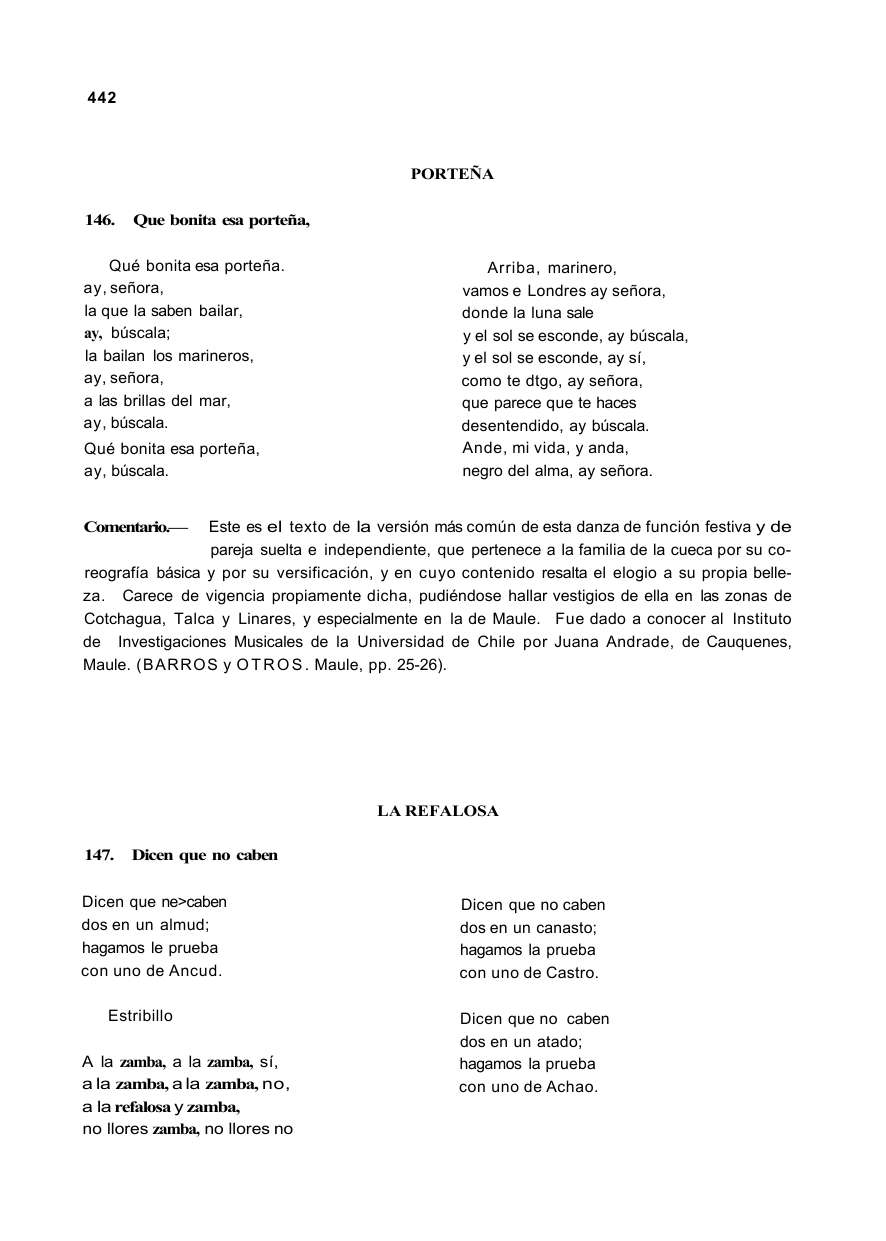 442
PORTEÑA
146. Que bonita esa porteña,
Qué bonita esa porteña.
ay, señora,
la que la saben bailar,
ay, búscala;
la bailan los marineros,
ay, señora,
a las brillas del mar,
ay, búscala.
Qué bonita esa porteña,
ay, búscala.
Arriba, marinero,
vamos e Londres ay señora,
donde la luna sale
y el sol se esconde, ay búscala,
y el sol se esconde, ay sí,
como te dtgo, ay señora,
que parece que te haces
desentendido, ay búscala.
Ande, mi vida, y anda,
negro del alma, ay señora.
Comentario.— Este es el texto de la versión más común de esta danza de función festiva y de
pareja suelta e independiente, que pertenece a la familia de la cueca por su co-
reografía básica y por su versificación, y en cuyo contenido resalta el elogio a su propia belle-
za. Carece de vigencia propiamente dicha, pudiéndose hallar vestigios de ella en las zonas de
Cotchagua, Talca y Linares, y especialmente en la de Maule. Fue dado a conocer al Instituto
de Investigaciones Musicales de la Universidad de Chile por Juana Andrade, de Cauquenes,
Maule. (BARROS y OTROS. Maule, pp. 25-26).
LA REFALOSA
147. Dicen que no caben
Dicen que ne>caben
dos en un almud;
hagamos le prueba
con uno de Ancud.
Estribillo
A la zamba, a la zamba, sí,
a la zamba, a la zamba, no,
a la refalosa y zamba,
no llores zamba, no llores no
Dicen que no caben
dos en un canasto;
hagamos la prueba
con uno de Castro.
Dicen que no caben
dos en un atado;
hagamos la prueba
con uno de Achao.